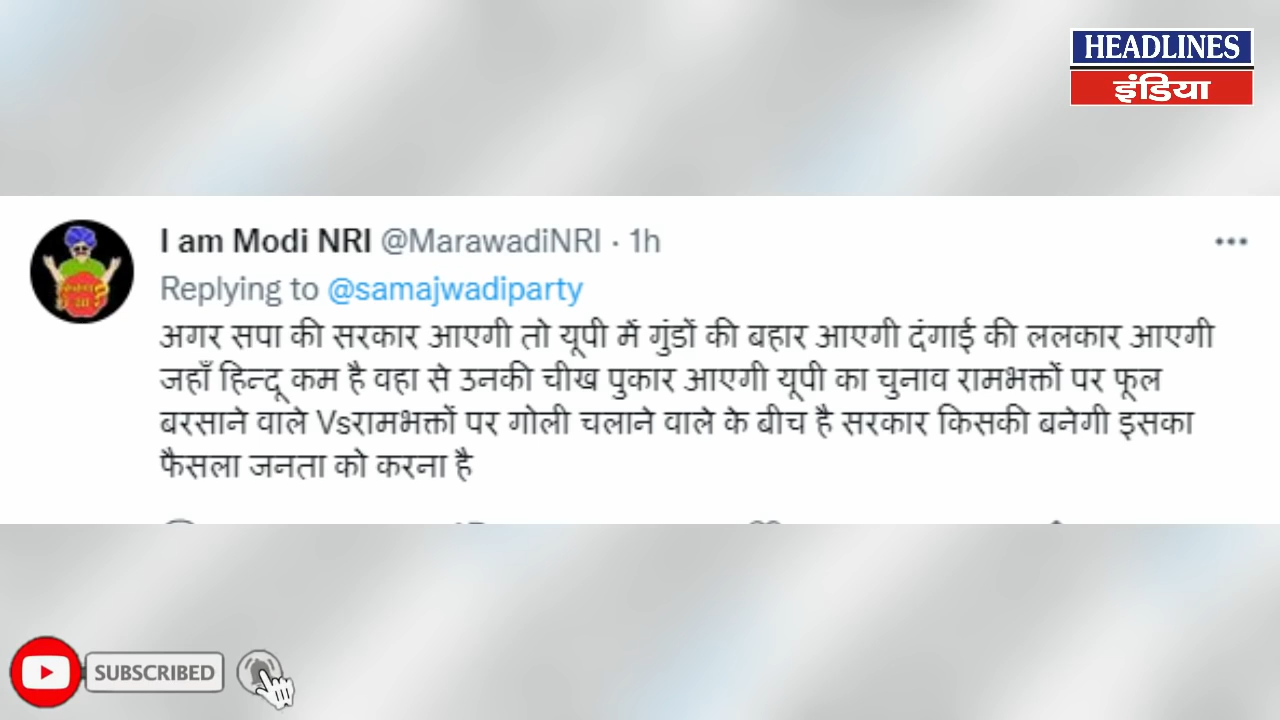 HEADLINES
इंडिया
I am Modi NRI @MarawadiNRI · 1h
Replying to @samajwadiparty
अगर सपा की सरकार आएगी तो यूपी में गुंडों की बहार आएगी दंगाई की ललकार आएगी
जहाँ हिन्दू कम है वहा से उनकी चीख पुकार आएगी यूपी का चुनाव रामभक्तों पर फूल
बरसाने वाले Vsरामभक्तों पर गोली चलाने वाले के बीच है सरकार किसकी बनेगी इसका
फैसला जनता को करना है
SUBSCRIBED